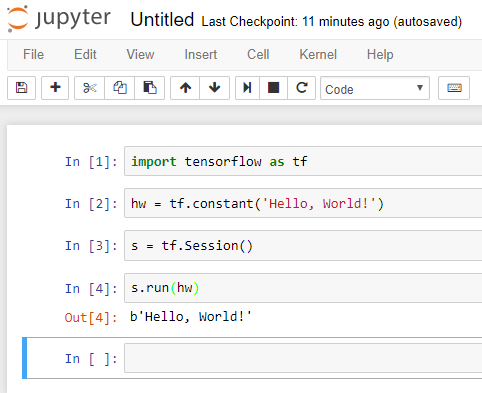 jupyter Untitled Last Checkpoint: 11 minutes ago (autosaved)
File Edit View Insert Cell Kernel Help
Code
In [1]: import tensorflow as tf
In [2]: hw = tf.constant('Hello, World!')
In [3]: s = tf.Session()
In [4]: s.run(hw)
Out[4]: b'Hello, World!'
In [ ]: